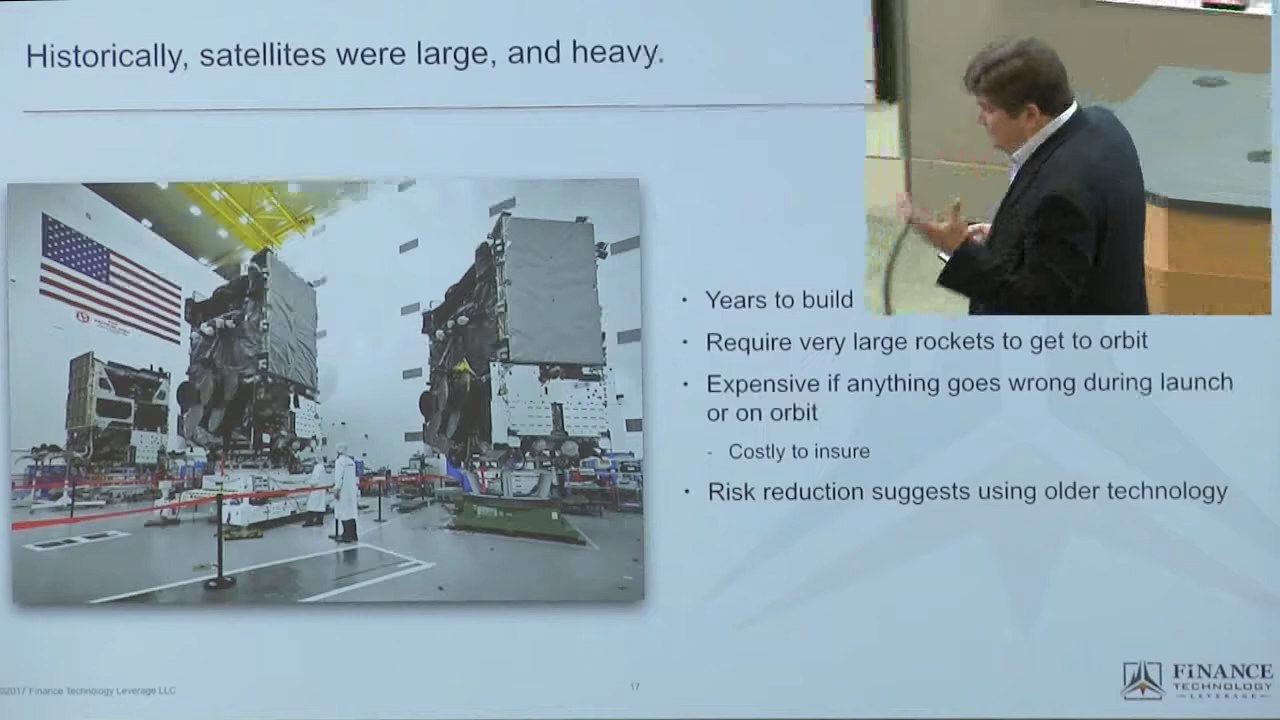 Historically, satellites were large, and heavy.
• Years to build
• Require very large rockets to get to orbit
• Expensive if anything goes wrong during launch
or on orbit
- Costly to insure
• Risk reduction suggests using older technology
©2017 Finance Technology Leverage LLC
17
FiNANCE
TECHNOLOGY
LEVERAGE